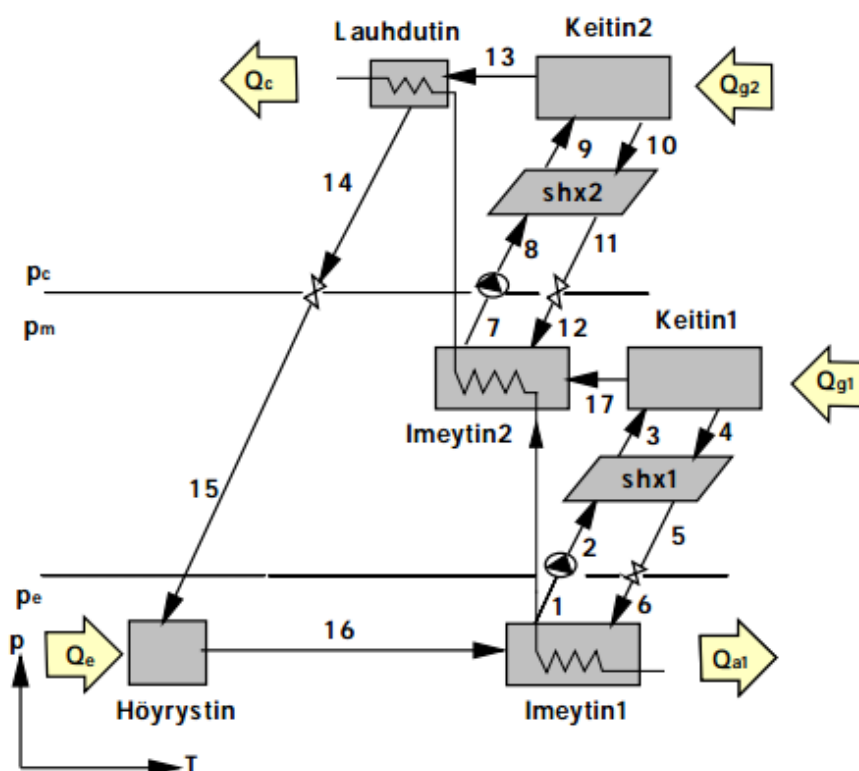 Lauhdutin
Keitin2
Qc
13
Qg2
9
10
14
shx2
8
11
pc
pm
7
12
Keitin1
17
Qg1
Imeytin2
3
4
15
shx1
2
5
pe
1
6
p
16
Qe
Qa1
Höyrystin
Imeytin1
T